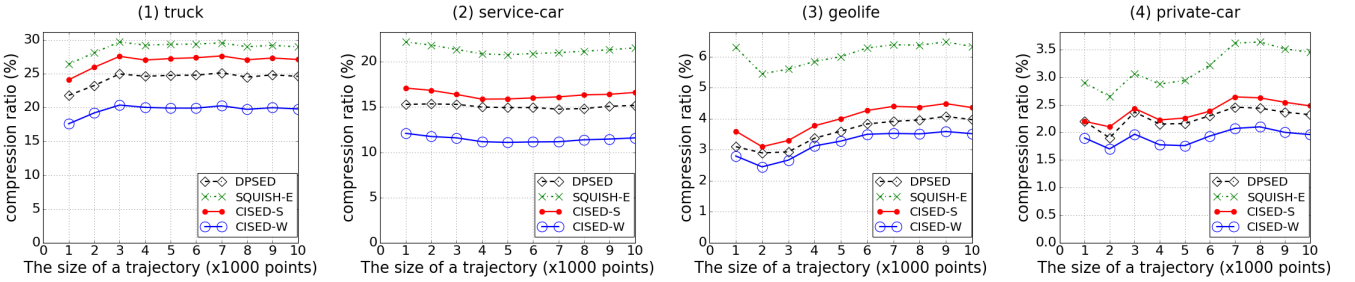 (1) truck
compression ratio (%)
30
25
20
15
10
5
0
0 1 2 3 4 5 6 7 8 9 10
The size of a trajectory (x1000 points)
DPSED
SQUISH-E
CISED-S
CISED-W
(2) service-car
compression ratio (%)
20
15
10
5
0
0 1 2 3 4 5 6 7 8 9 10
The size of a trajectory (x1000 points)
DPSED
SQUISH-E
CISED-S
CISED-W
(3) geolife
compression ratio (%)
6
5
4
3
2
1
0
0 1 2 3 4 5 6 7 8 9 10
The size of a trajectory (x1000 points)
DPSED
SQUISH-E
CISED-S
CISED-W
(4) private-car
compression ratio (%)
3.5
3.0
2.5
2.0
1.5
1.0
0.5
0.0
0 1 2 3 4 5 6 7 8 9 10
The size of a trajectory (x1000 points)
DPSED
SQUISH-E
CISED-S
CISED-W